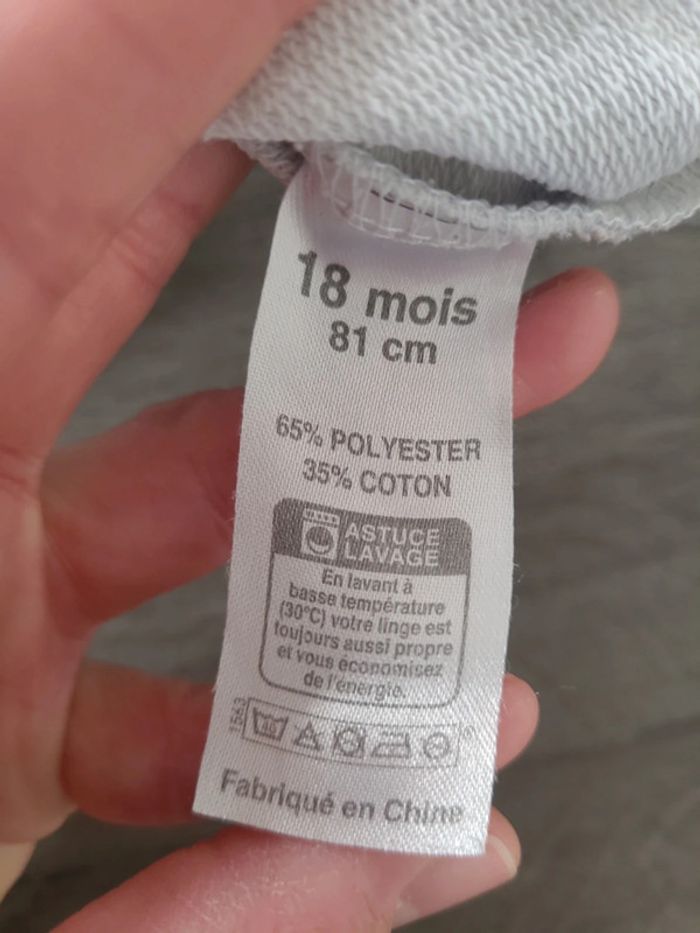 18 mois
81 cm
65% POLYESTER
35% COTON
ASTUCE
LAVAGE
En lavant à
basse température
(30°C) votre linge est
toujours aussi propre
et vous économisez
de l'énergie.
Fabriqué en Chine